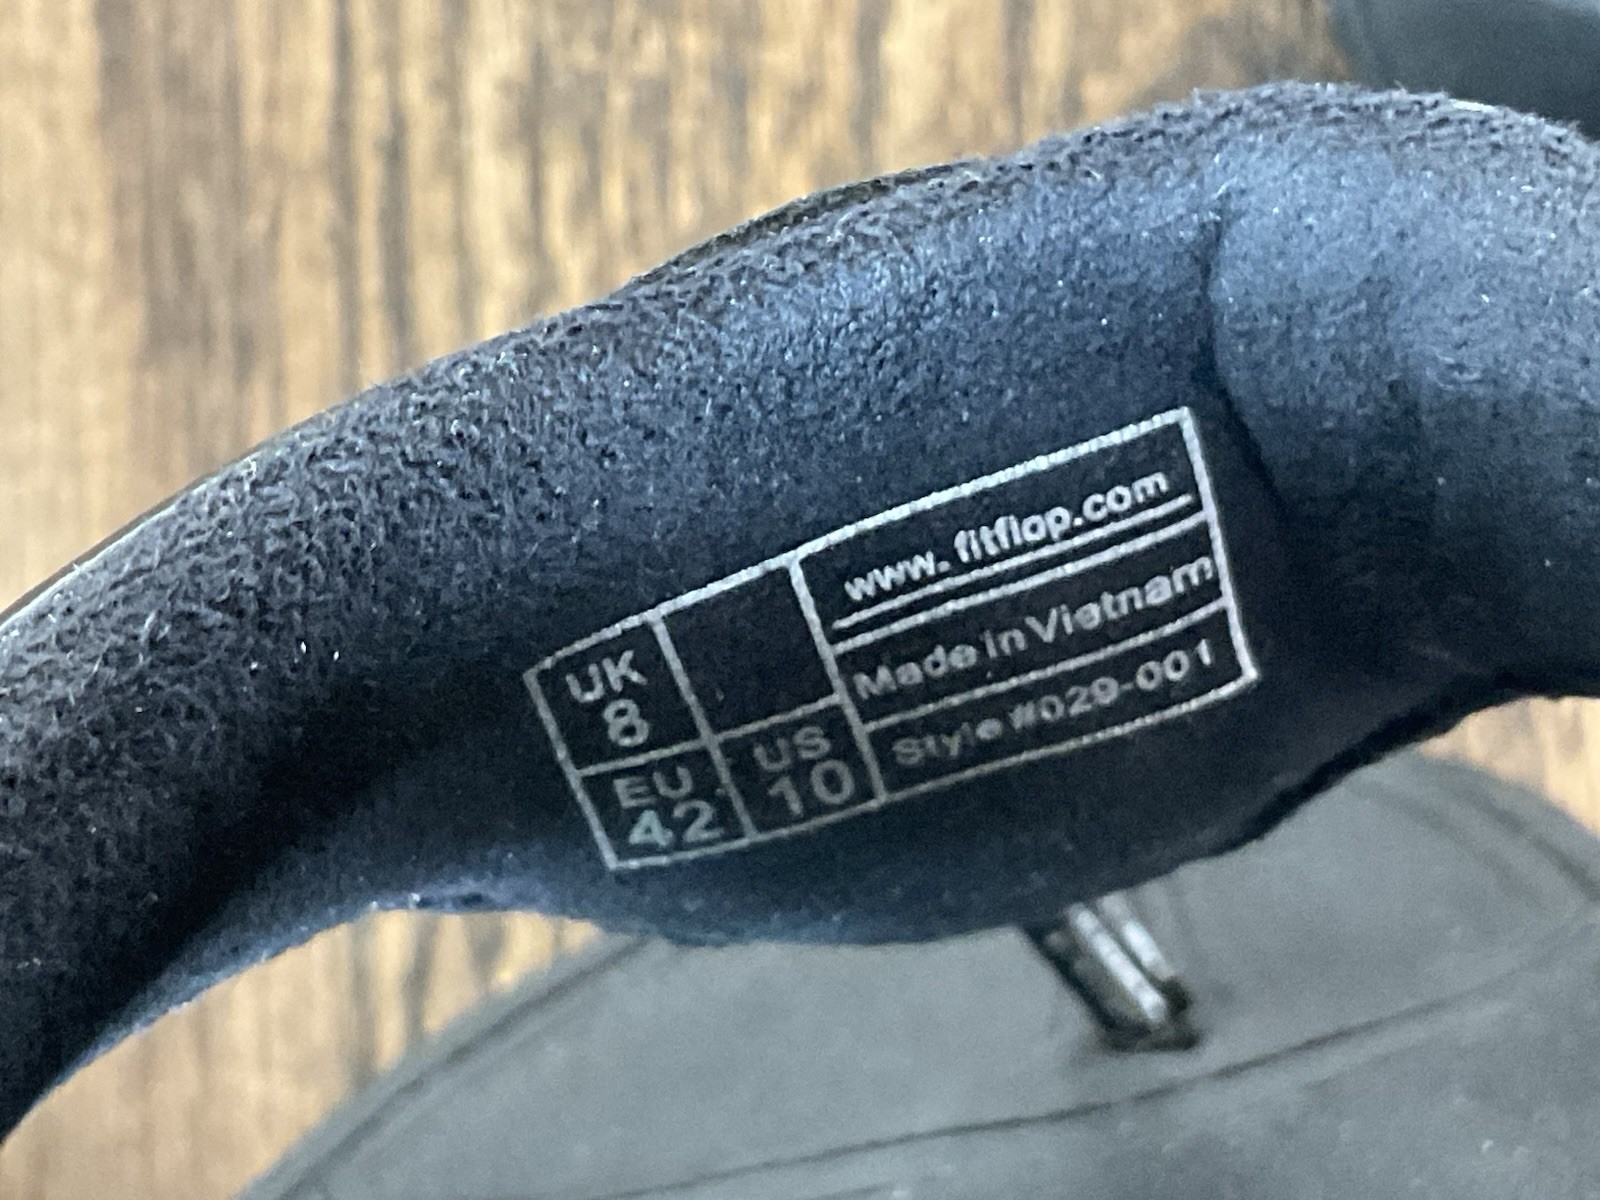 UK
8
EU
42
US
10
www. fitflop.com
Made in Vietnam
Style #029-001